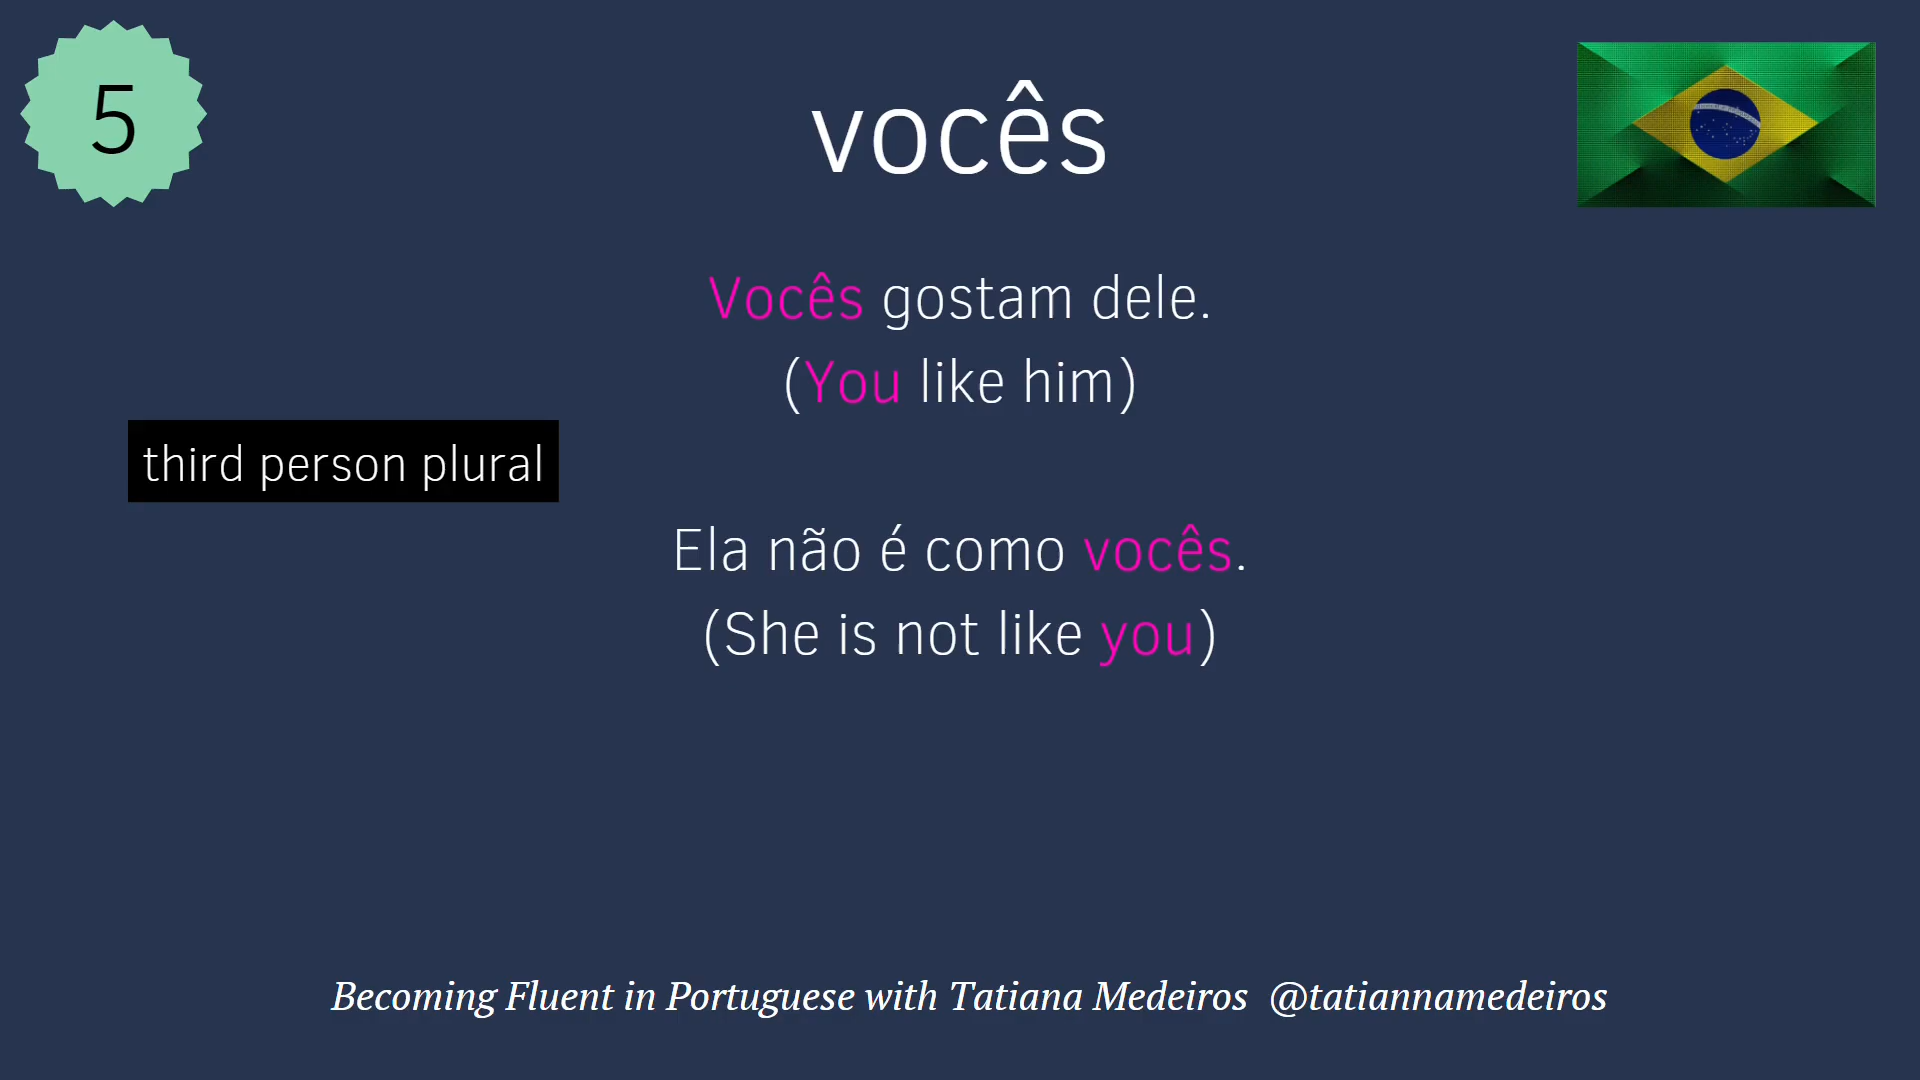 5
vocês
Vocês gostam dele.
(You like him)
third person plural
Ela não é como vocês.
(She is not like you)
Becoming Fluent in Portuguese with Tatiana Medeiros @tatiannamedeiros